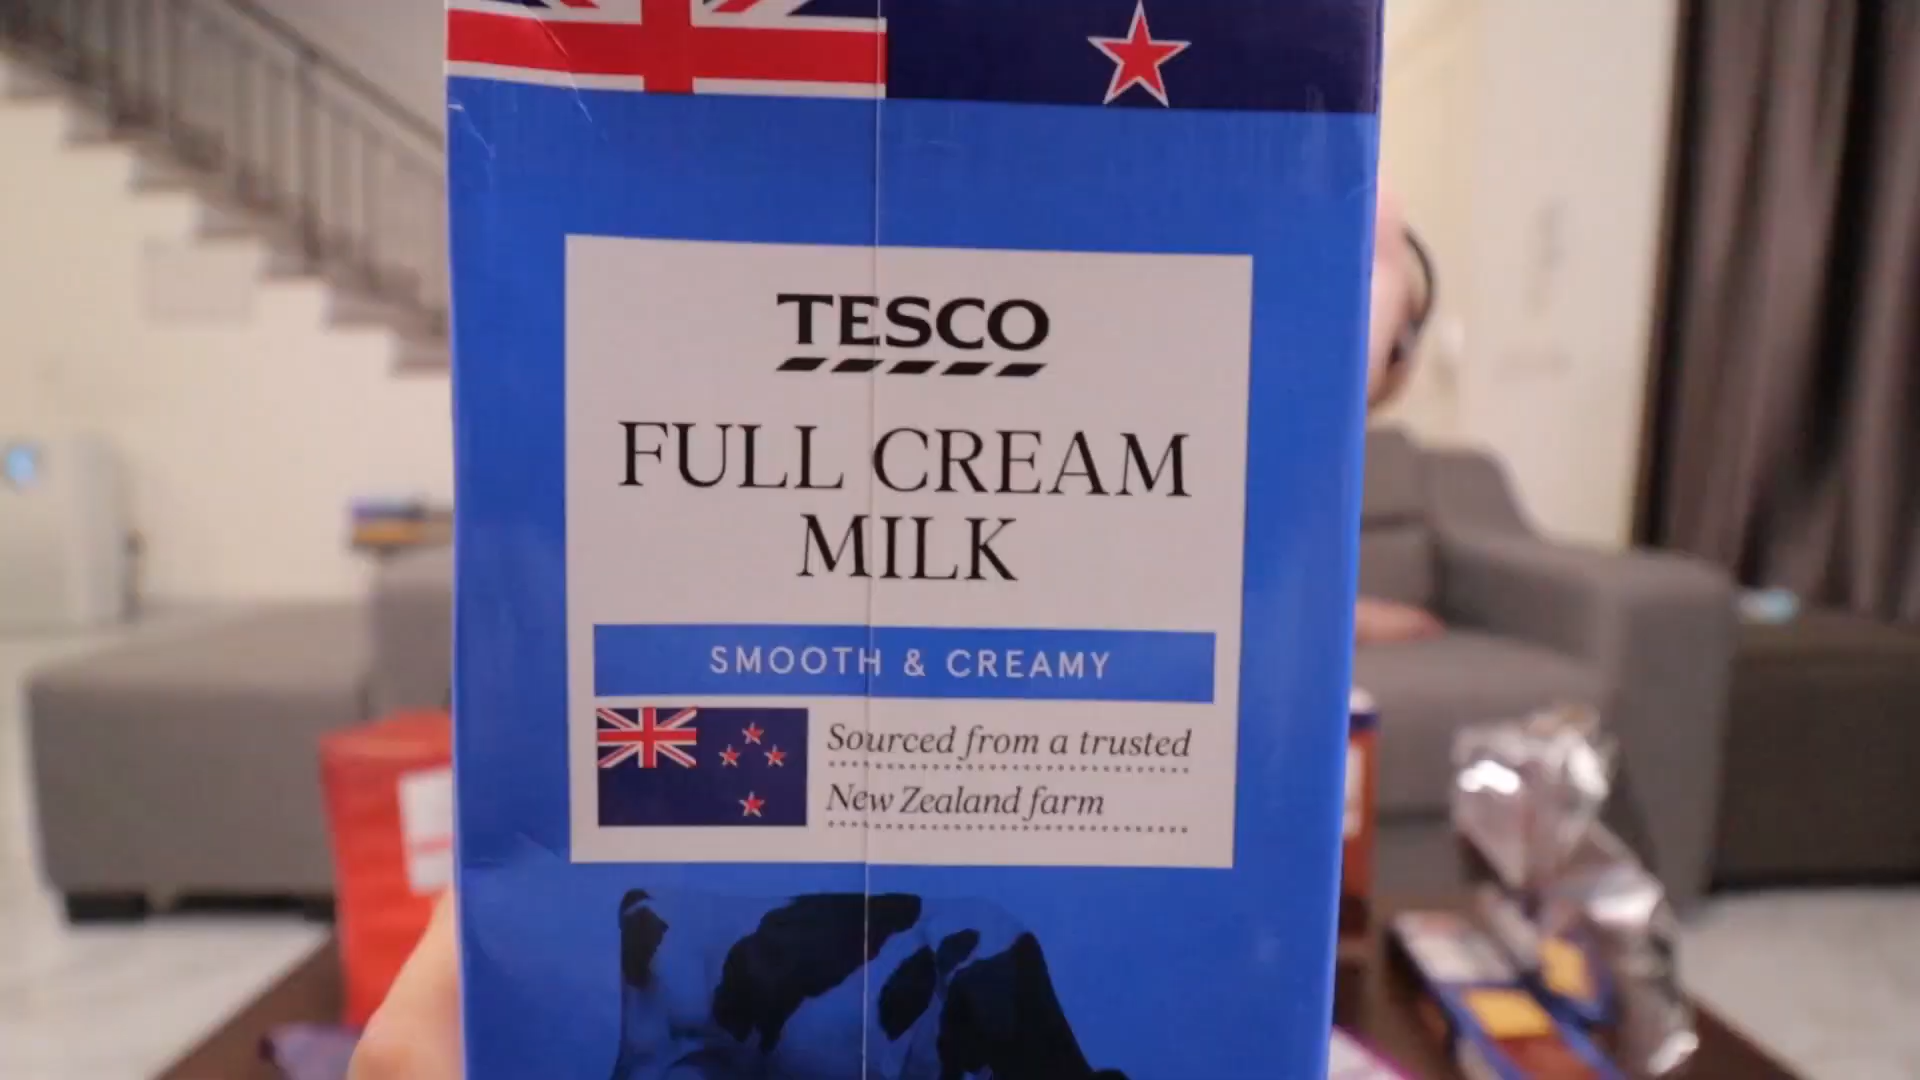 TESCO
FULL CREAM
MILK
SMOOTH & CREAMY
Sourced from a trusted
New Zealand farm